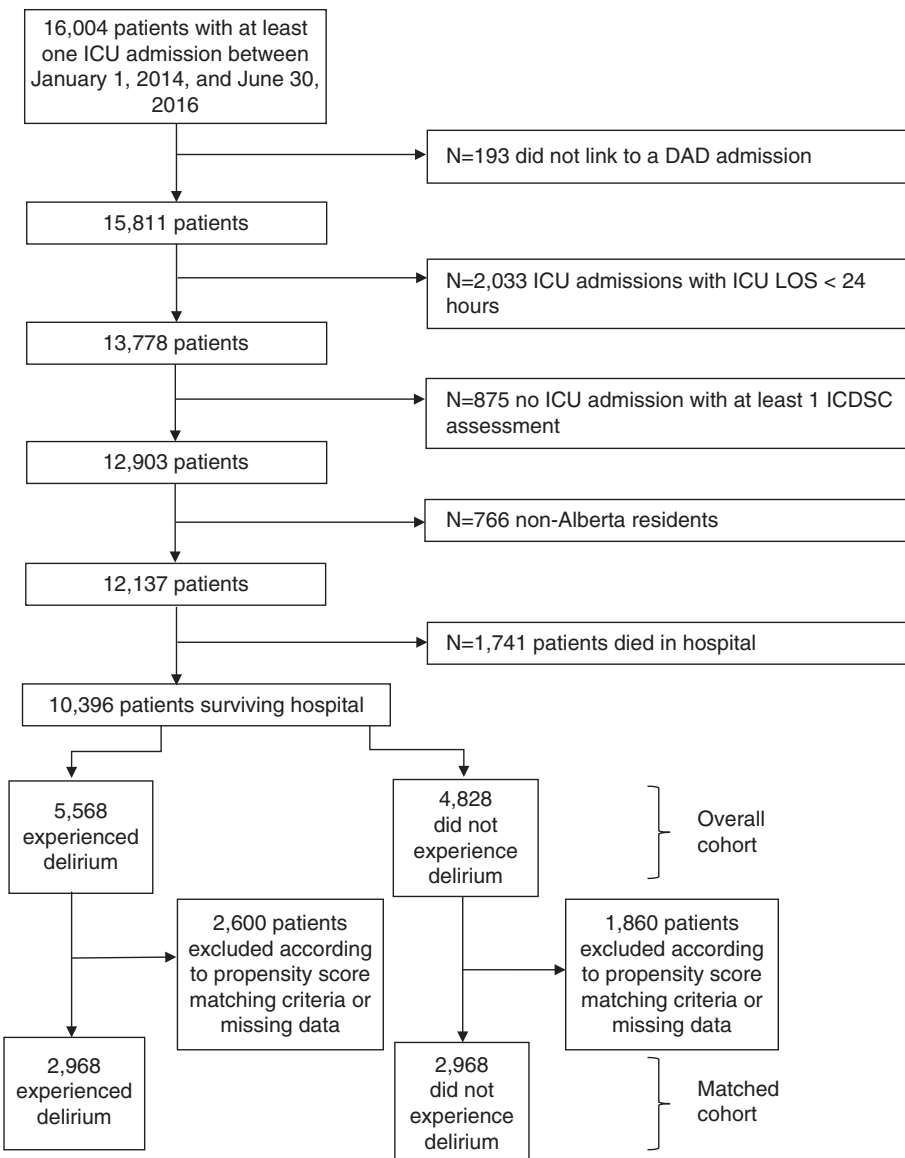 16,004 patients with at least
one ICU admission between
January 1, 2014, and June 30,
2016
N=193 did not link to a DAD admission
15,811 patients
N=2,033 ICU admissions with ICU LOS < 24
hours
13,778 patients
N=875 no ICU admission with at least 1 ICDSC
assessment
12,903 patients
N=766 non-Alberta residents
12,137 patients
N=1,741 patients died in hospital
10,396 patients surviving hospital
5,568
experienced
delirium
4,828
did not
experience
delirium
Overall
cohort
2,600 patients
excluded according
to propensity score
matching criteria or
missing data
1,860 patients
excluded according
to propensity score
matching criteria or
missing data
2,968
experienced
delirium
2,968
did not
experience
delirium
Matched
cohort